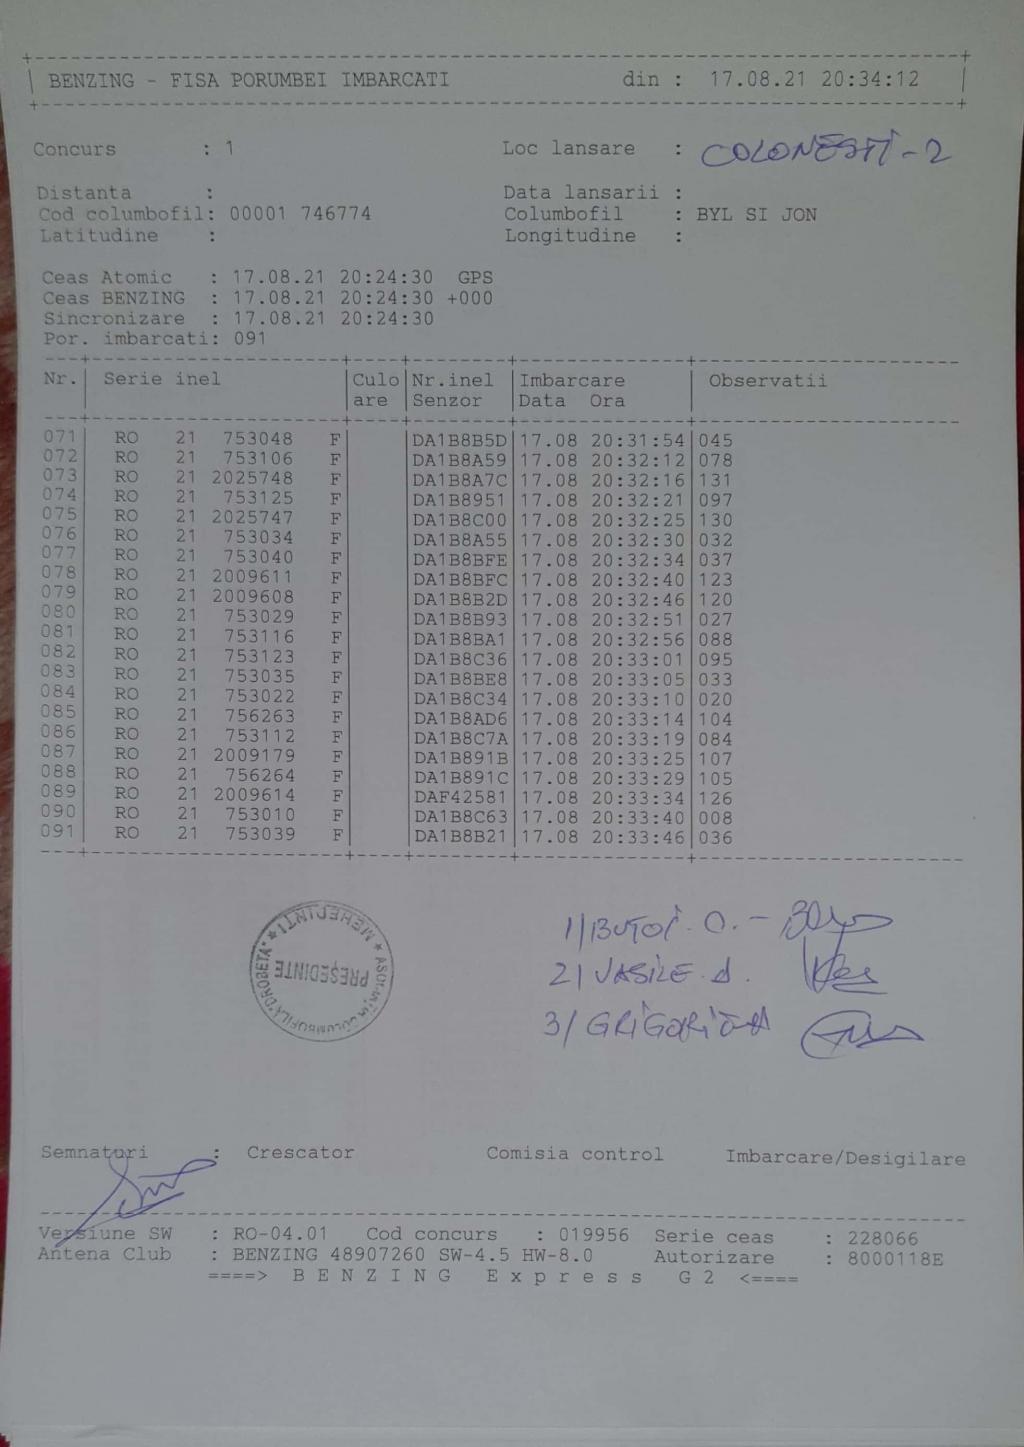 BENZING - FISA PORUMBEI IMBARCATI din : 17.08.21 20:34:12
Concurs : 1 Loc lansare : COLONESTI-2
Distanta : Data lansarii :
Cod columbofil: 00001 746774 Columbofil : BYL SI JON
Latitudine : Longitudine :
Ceas Atomic : 17.08.21 20:24:30 GPS
Ceas BENZING : 17.08.21 20:24:30 +000
Sincronizare : 17.08.21 20:24:30
Por. imbarcati: 091
Nr. Serie inel Culo Nr.inel Imbarcare Observatii
are Senzor Data Ora
071 RO 21 753048 F DA1B8B5D 17.08 20:31:54 045
072 RO 21 753106 F DA1B8A59 17.08 20:32:12 078
073 RO 21 2025748 F DA1B8A7C 17.08 20:32:16 131
074 RO 21 753125 F DA1B8951 17.08 20:32:21 097
075 RO 21 2025747 F DA1B8C00 17.08 20:32:25 130
076 RO 21 753034 F DA1B8A55 17.08 20:32:30 032
077 RO 21 753040 F DA1B8BFE 17.08 20:32:34 037
078 RO 21 2009611 F DA1B8BFC 17.08 20:32:40 123
079 RO 21 2009608 F DA1B8B2D 17.08 20:32:46 120
080 RO 21 753029 F DA1B8B93 17.08 20:32:51 027
081 RO 21 753116 F DA1B8BA1 17.08 20:32:56 088
082 RO 21 753123 F DA1B8C36 17.08 20:33:01 095
083 RO 21 753035 F DA1B8BE8 17.08 20:33:05 033
084 RO 21 753022 F DA1B8C34 17.08 20:33:10 020
085 RO 21 756263 F DA1B8AD6 17.08 20:33:14 104
086 RO 21 753112 F DA1B8C7A 17.08 20:33:19 084
087 RO 21 2009179 F DA1B891B 17.08 20:33:25 107
088 RO 21 756264 F DA1B891C 17.08 20:33:29 105
089 RO 21 2009614 F DAF42581 17.08 20:33:34 126
090 RO 21 753010 F DA1B8C63 17.08 20:33:40 008
091 RO 21 753039 F DA1B8B21 17.08 20:33:46 036
MEHEDINTI
PREŞEDINTE
COLUMBOFILĂ "DROBETA"
1/ BUTOI O. -
2/ VASILE A.
3/
Semnaturi : Crescator Comisia control Imbarcare/Desigilare
Versiune SW : RO-04.01 Cod concurs : 019956 Serie ceas : 228066
Antena Club : BENZING 48907260 SW-4.5 HW-8.0 Autorizare : 8000118E
====> B E N Z I N G E x p r e s s G 2 <====